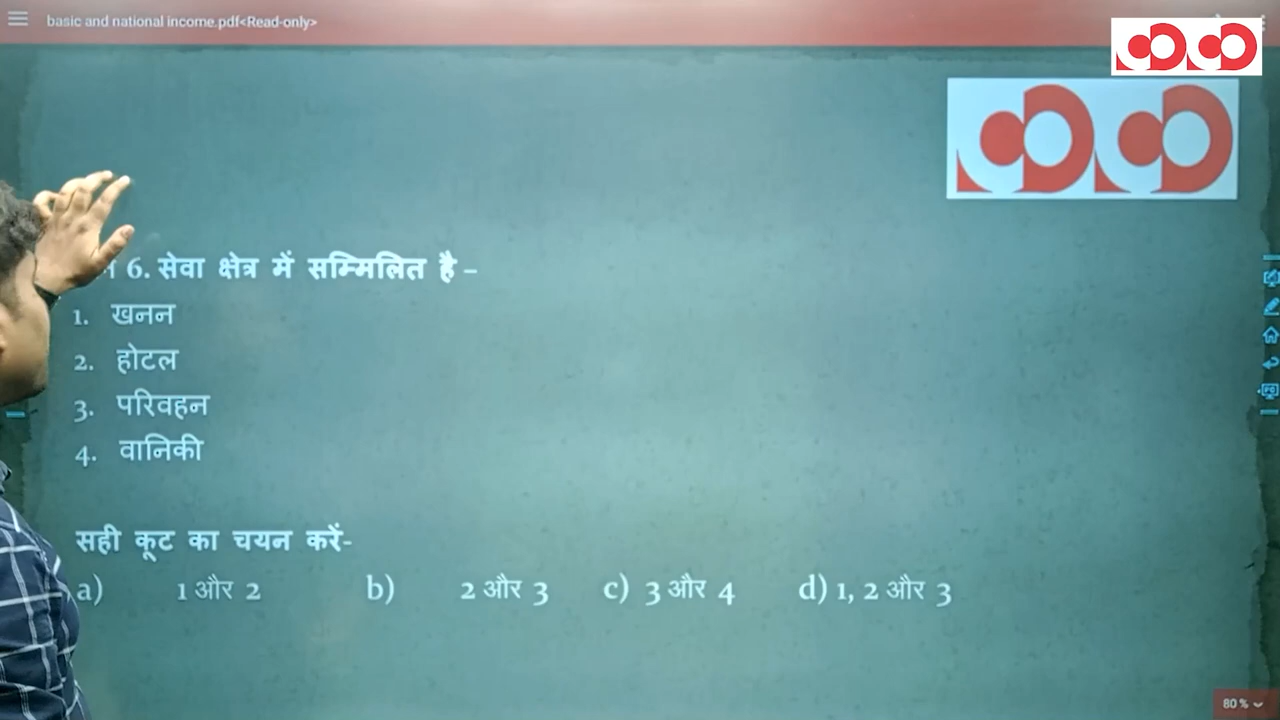 basic and national income.pdf<Read-only>
6. सेवा क्षेत्र में सम्मिलित है –
1. खनन
2. होटल
3. परिवहन
4. वानिकी
सही कूट का चयन करें-
a) 1 और 2 b) 2 और 3 c) 3 और 4 d) 1, 2 और 3
80%